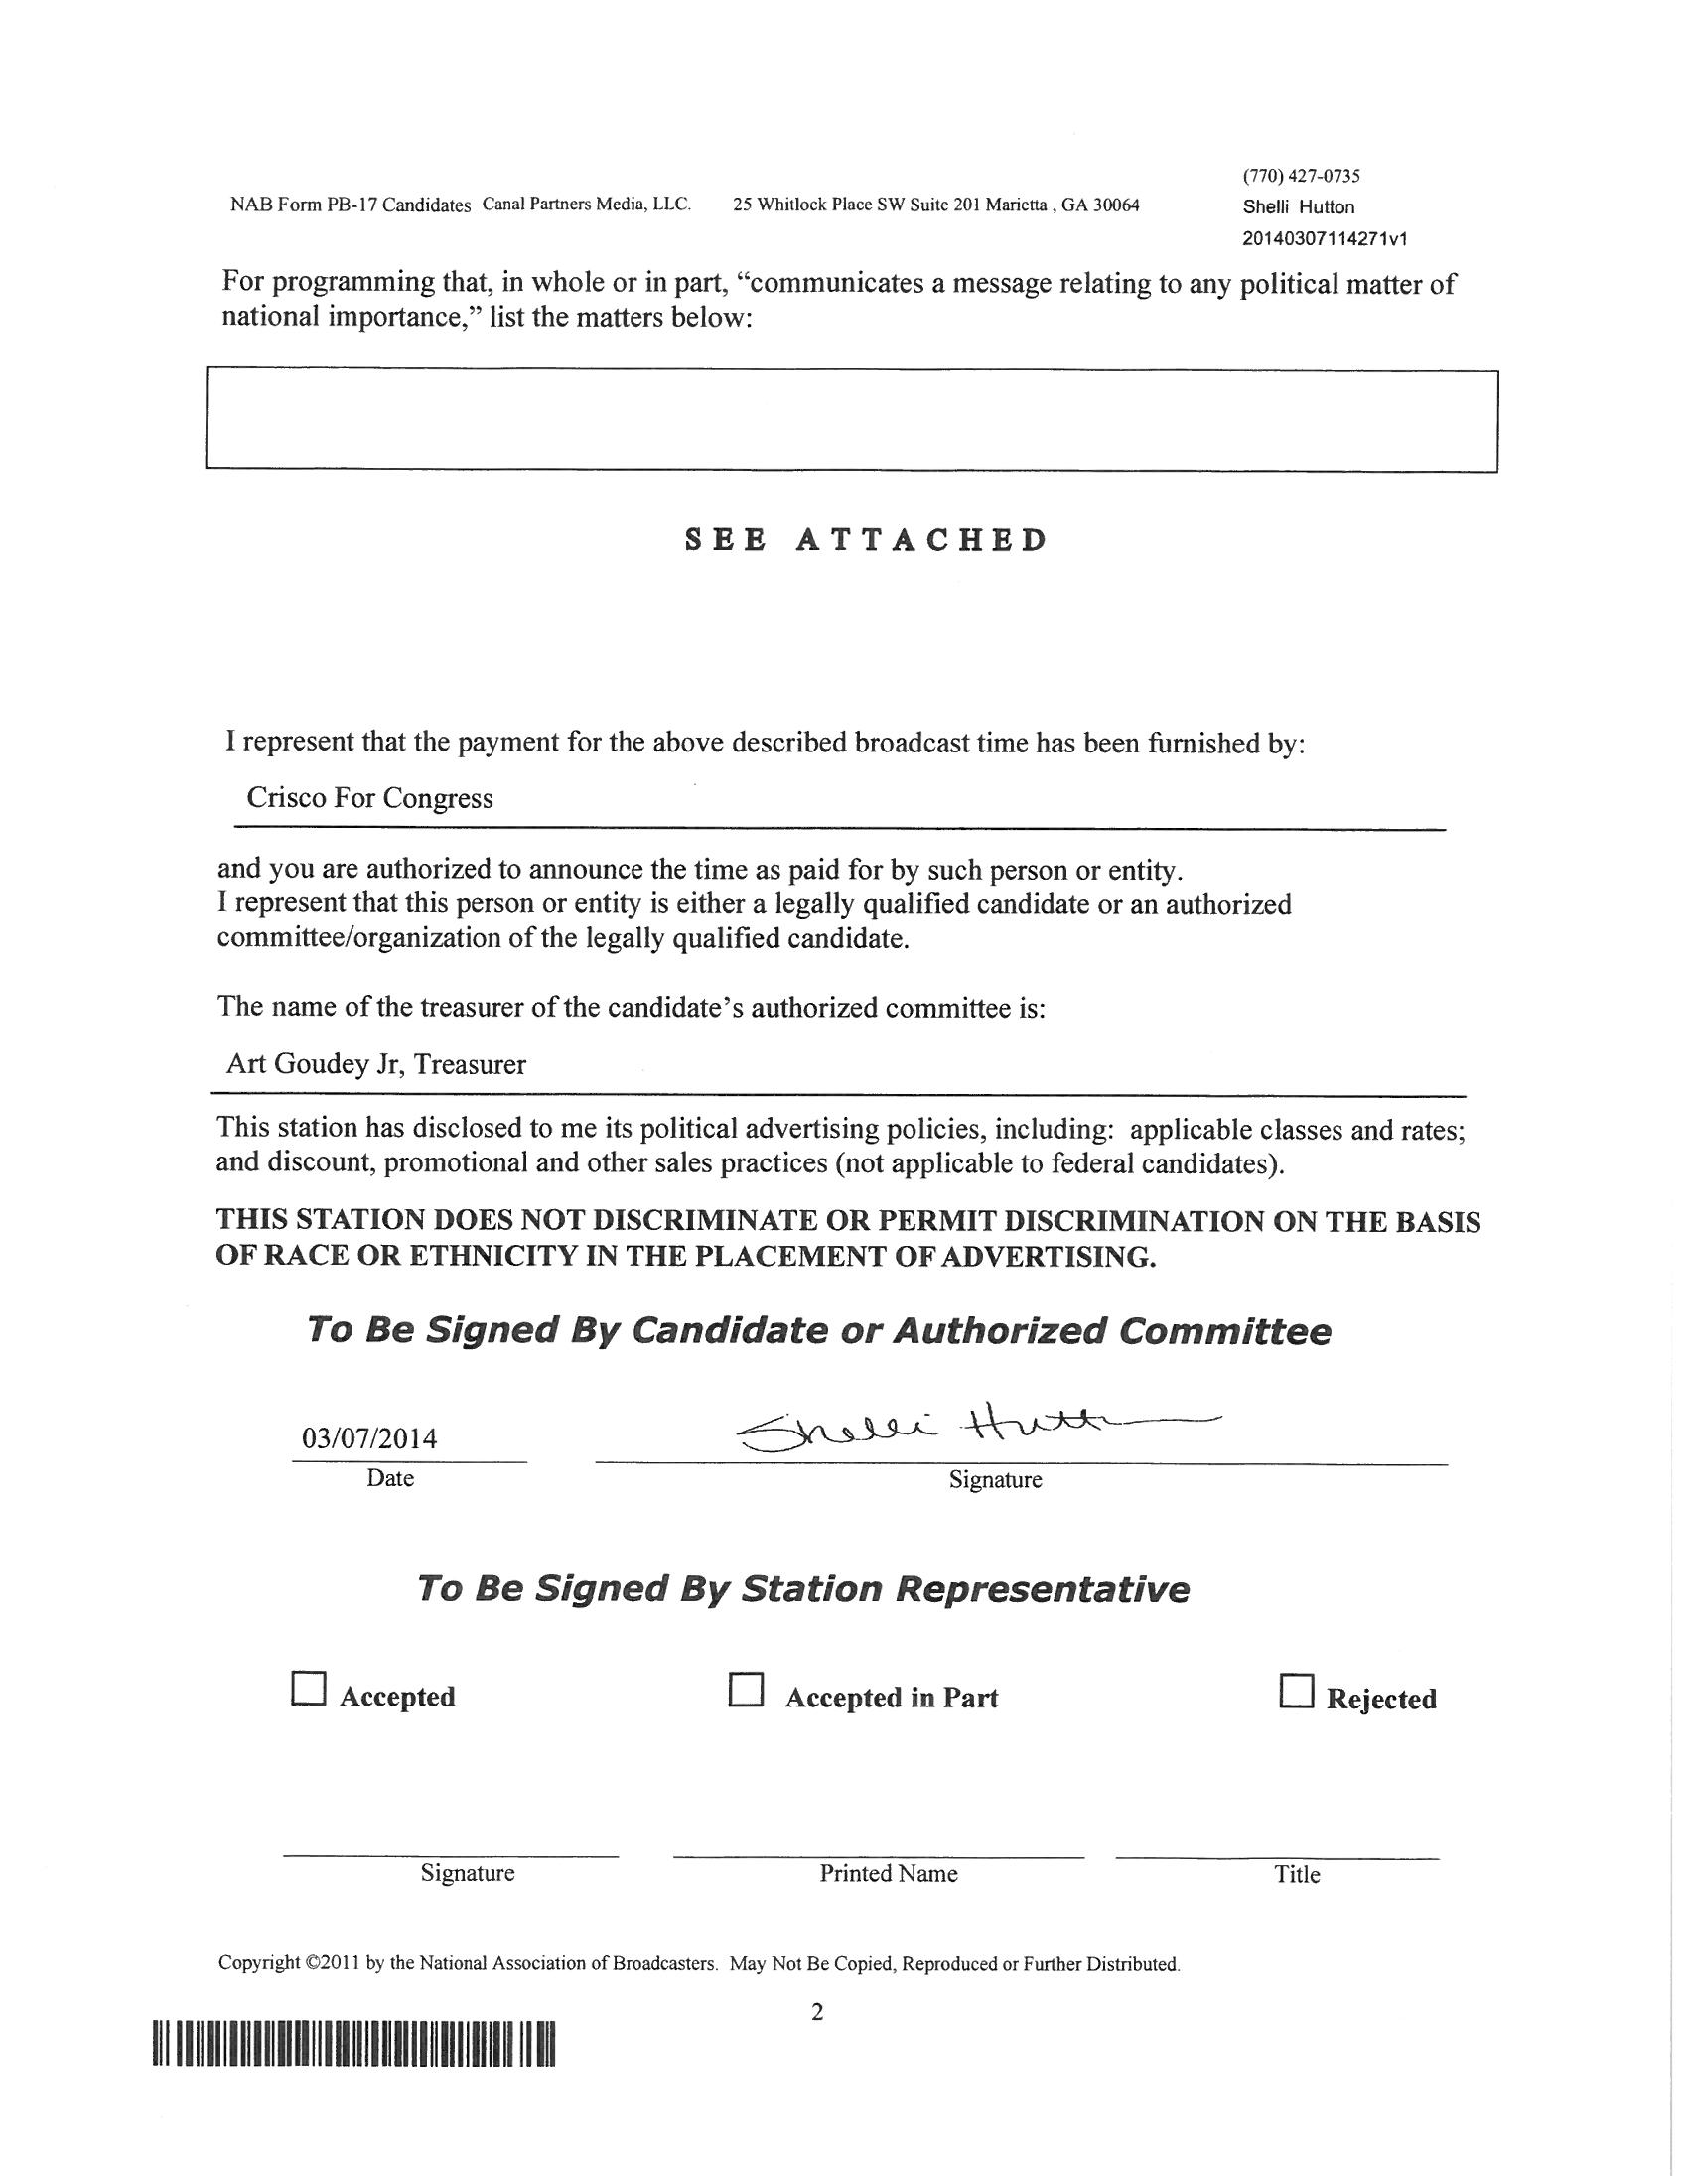 (770) 427-0735
NAB Form PB-17 Candidates Canal Partners Media, LLC. 25 Whitlock Place SW Suite 201 Marietta , GA 30064 Shelli Hutton
20140307114271v1
For programming that, in whole or in part, “communicates a message relating to any political matter of
national importance,” list the matters below:
SEE ATTACHED
I represent that the payment for the above described broadcast time has been furnished by:
Crisco For Congress
and you are authorized to announce the time as paid for by such person or entity.
I represent that this person or entity is either a legally qualified candidate or an authorized
committee/organization of the legally qualified candidate.
The name of the treasurer of the candidate’s authorized committee is:
Art Goudey Jr, Treasurer
This station has disclosed to me its political advertising policies, including: applicable classes and rates;
and discount, promotional and other sales practices (not applicable to federal candidates).
THIS STATION DOES NOT DISCRIMINATE OR PERMIT DISCRIMINATION ON THE BASIS
OF RACE OR ETHNICITY IN THE PLACEMENT OF ADVERTISING.
To Be Signed By Candidate or Authorized Committee
03/07/2014 Shelli Hutton
Date Signature
To Be Signed By Station Representative
Accepted Accepted in Part Rejected
Signature Printed Name Title
Copyright ©2011 by the National Association of Broadcasters. May Not Be Copied, Reproduced or Further Distributed.
2